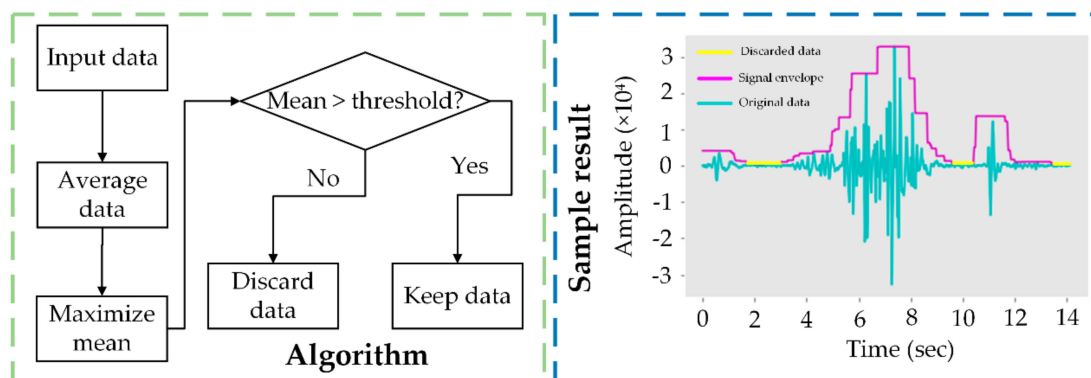 Input data
Average
data
Maximize
mean
Mean > threshold?
No
Yes
Discard
data
Keep data
Algorithm
Sample result
Amplitude (×10⁴)
3
2
1
0
-1
-2
-3
Discarded data
Signal envelope
Original data
0 2 4 6 8 10 12 14
Time (sec)